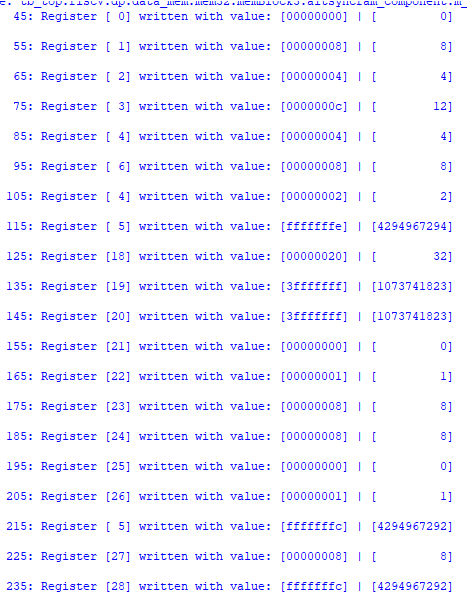 e: tb_top.riscv.dp.data_mem.mem32.memBlock3.altsyncram_component.m_
45: Register [ 0] written with value: [00000000] | [         0]
55: Register [ 1] written with value: [00000008] | [         8]
65: Register [ 2] written with value: [00000004] | [         4]
75: Register [ 3] written with value: [0000000c] | [        12]
85: Register [ 4] written with value: [00000004] | [         4]
95: Register [ 6] written with value: [00000008] | [         8]
105: Register [ 4] written with value: [00000002] | [         2]
115: Register [ 5] written with value: [fffffffe] | [4294967294]
125: Register [18] written with value: [00000020] | [        32]
135: Register [19] written with value: [3fffffff] | [1073741823]
145: Register [20] written with value: [3fffffff] | [1073741823]
155: Register [21] written with value: [00000000] | [         0]
165: Register [22] written with value: [00000001] | [         1]
175: Register [23] written with value: [00000008] | [         8]
185: Register [24] written with value: [00000008] | [         8]
195: Register [25] written with value: [00000000] | [         0]
205: Register [26] written with value: [00000001] | [         1]
215: Register [ 5] written with value: [fffffffc] | [4294967292]
225: Register [27] written with value: [00000008] | [         8]
235: Register [28] written with value: [fffffffc] | [4294967292]